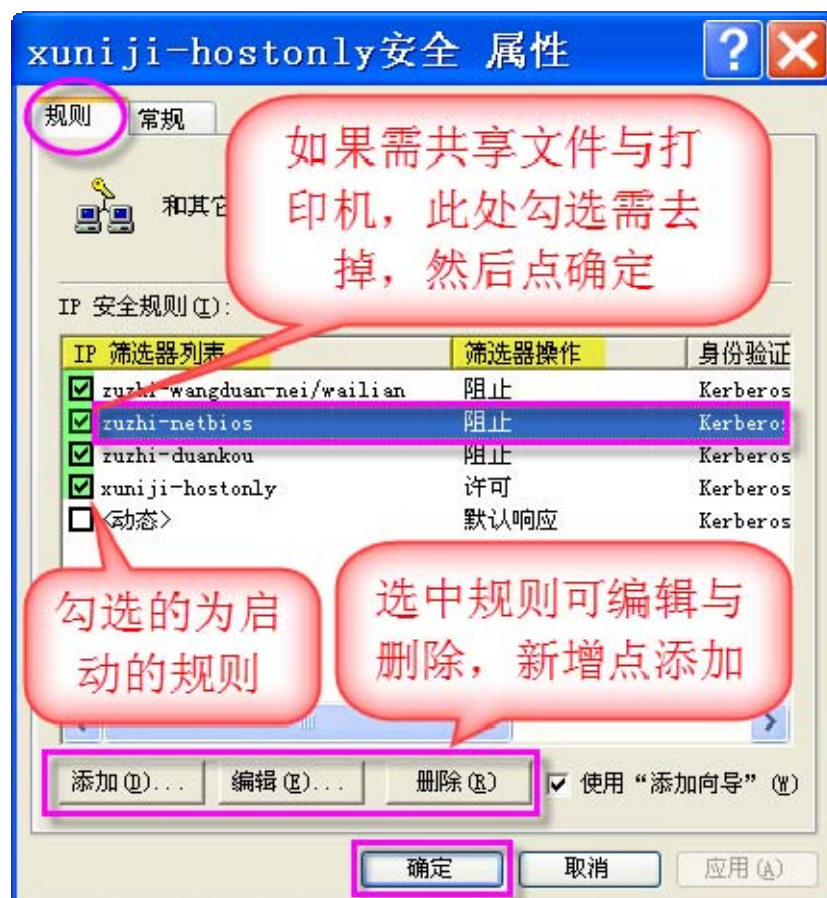 xuniji-hostonly安全 属性
规则
常规
如果需共享文件与打
印机，此处勾选需去
掉，然后点确定
和其它
IP 安全规则(I):
IP 筛选器列表 筛选器操作 身份验证
zuzhi-wangduan-nei/wailian 阻止 Kerberos
zuzhi-netbios 阻止 Kerberos
zuzhi-duankou 阻止 Kerberos
xuniji-hostonly 许可 Kerberos
<动态> 默认响应 Kerberos
勾选的为启
动的规则
选中规则可编辑与
删除，新增点添加
添加(D)... 编辑(E)... 删除(R) 使用“添加向导”(W)
确定 取消 应用(A)